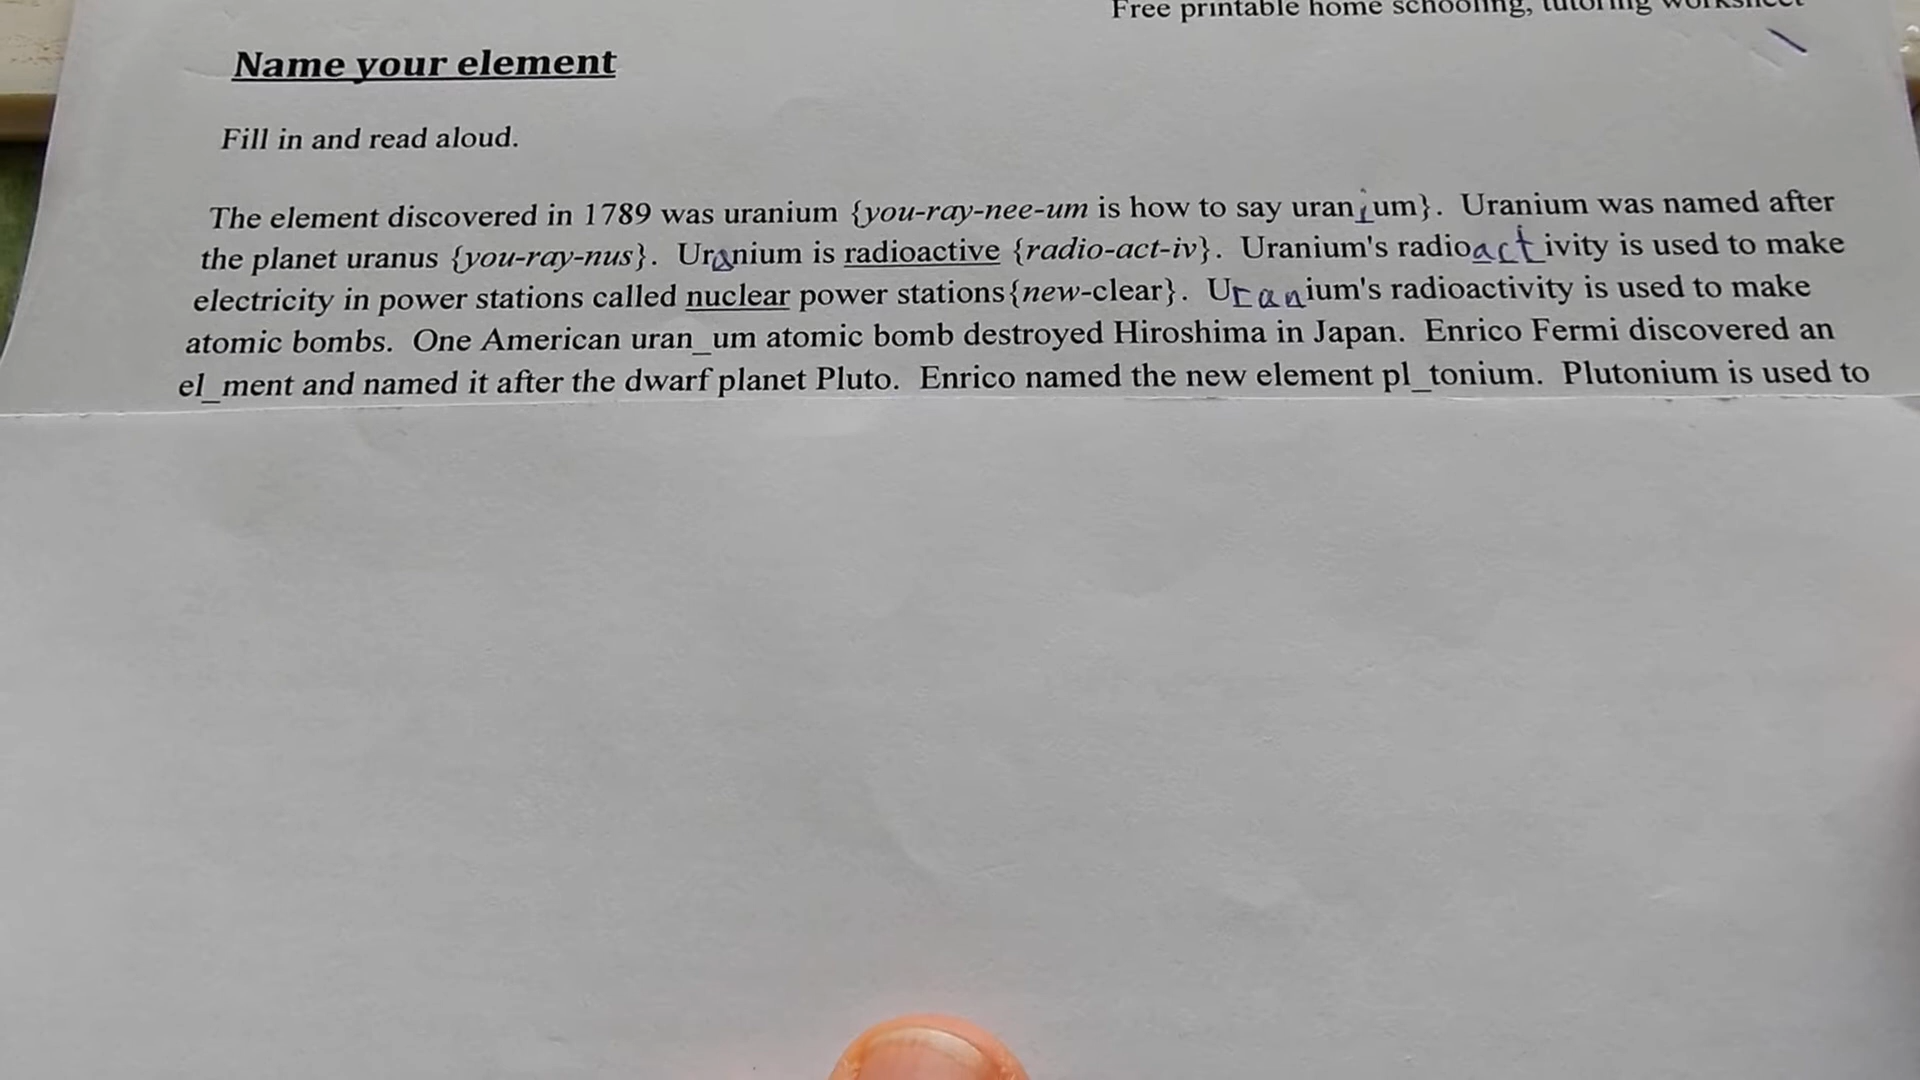 Free printable home schooling, tutoring worksheet
Name your element
Fill in and read aloud.
The element discovered in 1789 was uranium {you-ray-nee-um is how to say uranium}. Uranium was named after
the planet uranus {you-ray-nus}. Uranium is radioactive {radio-act-iv}. Uranium's radioactivity is used to make
electricity in power stations called nuclear power stations{new-clear}. Uranium's radioactivity is used to make
atomic bombs. One American uran_um atomic bomb destroyed Hiroshima in Japan. Enrico Fermi discovered an
el_ment and named it after the dwarf planet Pluto. Enrico named the new element pl_tonium. Plutonium is used to